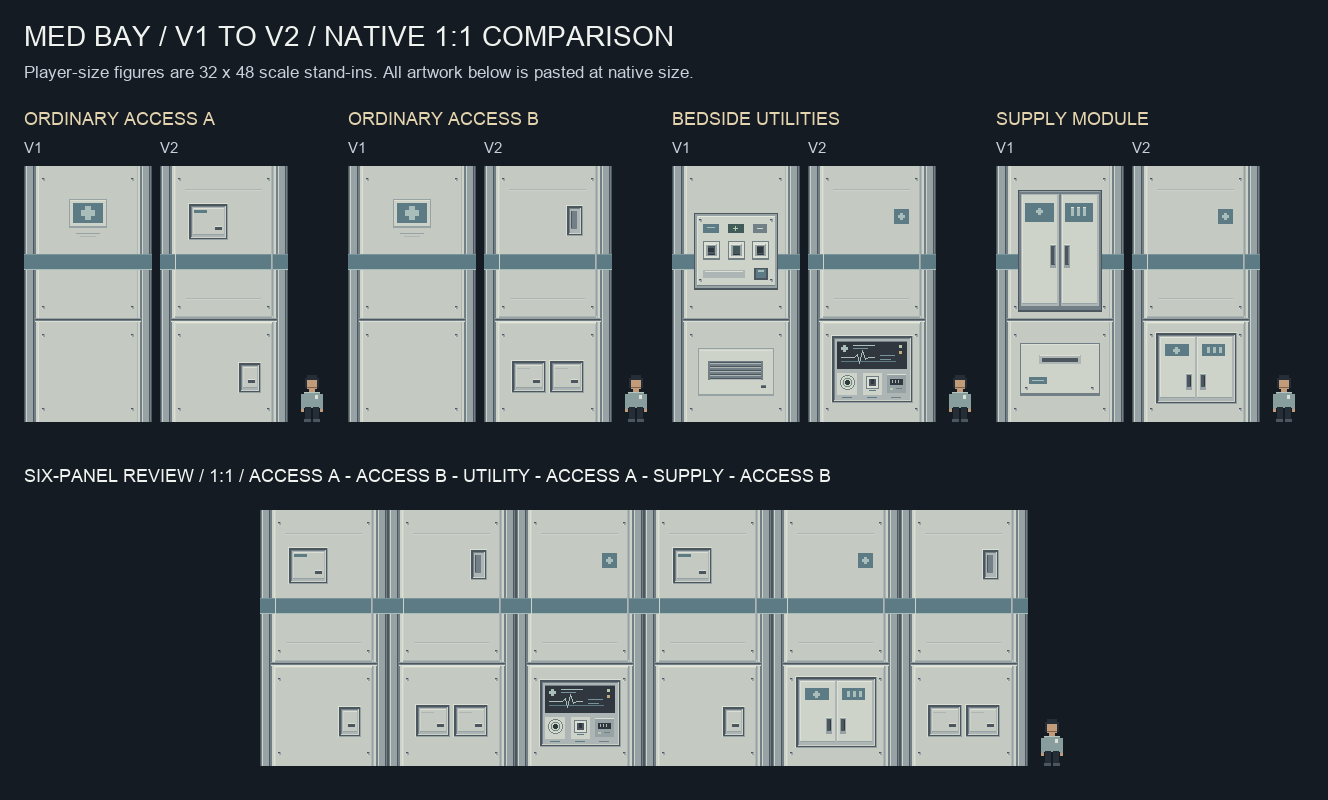 MED BAY / V1 TO V2 / NATIVE 1:1 COMPARISON
Player-size figures are 32 x 48 scale stand-ins. All artwork below is pasted at native size.
ORDINARY ACCESS A
ORDINARY ACCESS B
BEDSIDE UTILITIES
SUPPLY MODULE
V1
V2
V1
V2
V1
V2
V1
V2
SIX-PANEL REVIEW / 1:1 / ACCESS A - ACCESS B - UTILITY - ACCESS A - SUPPLY - ACCESS B